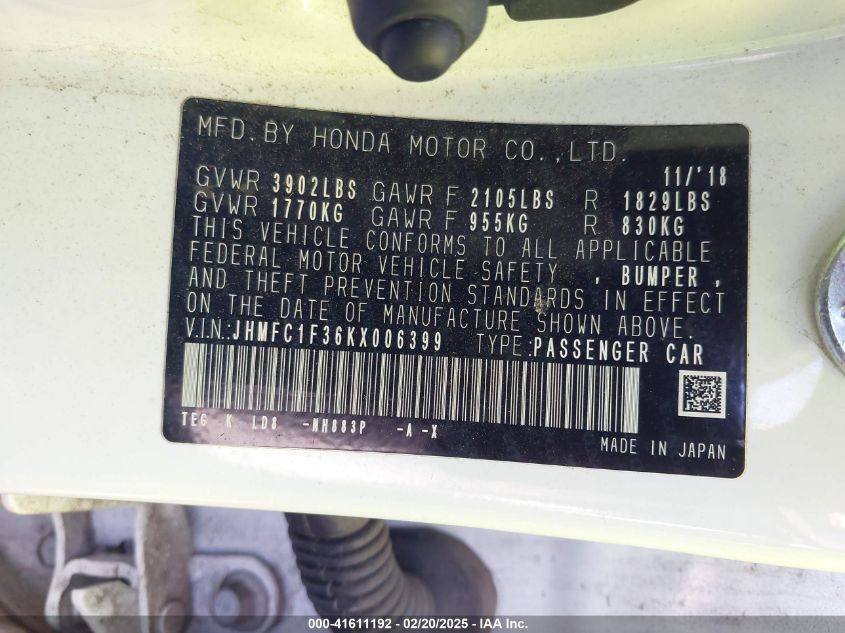 MFD. BY HONDA MOTOR CO., LTD. 11/'18
GVWR 3902LBS GAWR F 2105LBS R 1829LBS
GVWR 1770KG GAWR F 955KG R 830KG
THIS VEHICLE CONFORMS TO ALL APPLICABLE
FEDERAL MOTOR VEHICLE SAFETY , BUMPER ,
AND THEFT PREVENTION STANDARDS IN EFFECT
ON THE DATE OF MANUFACTURE SHOWN ABOVE.
V.I.N.:JHMFC1F36KX006399 TYPE:PASSENGER CAR
TEG K LD8 -NH883P -A -X
MADE IN JAPAN
000-41611192 - 02/20/2025 - IAA Inc.